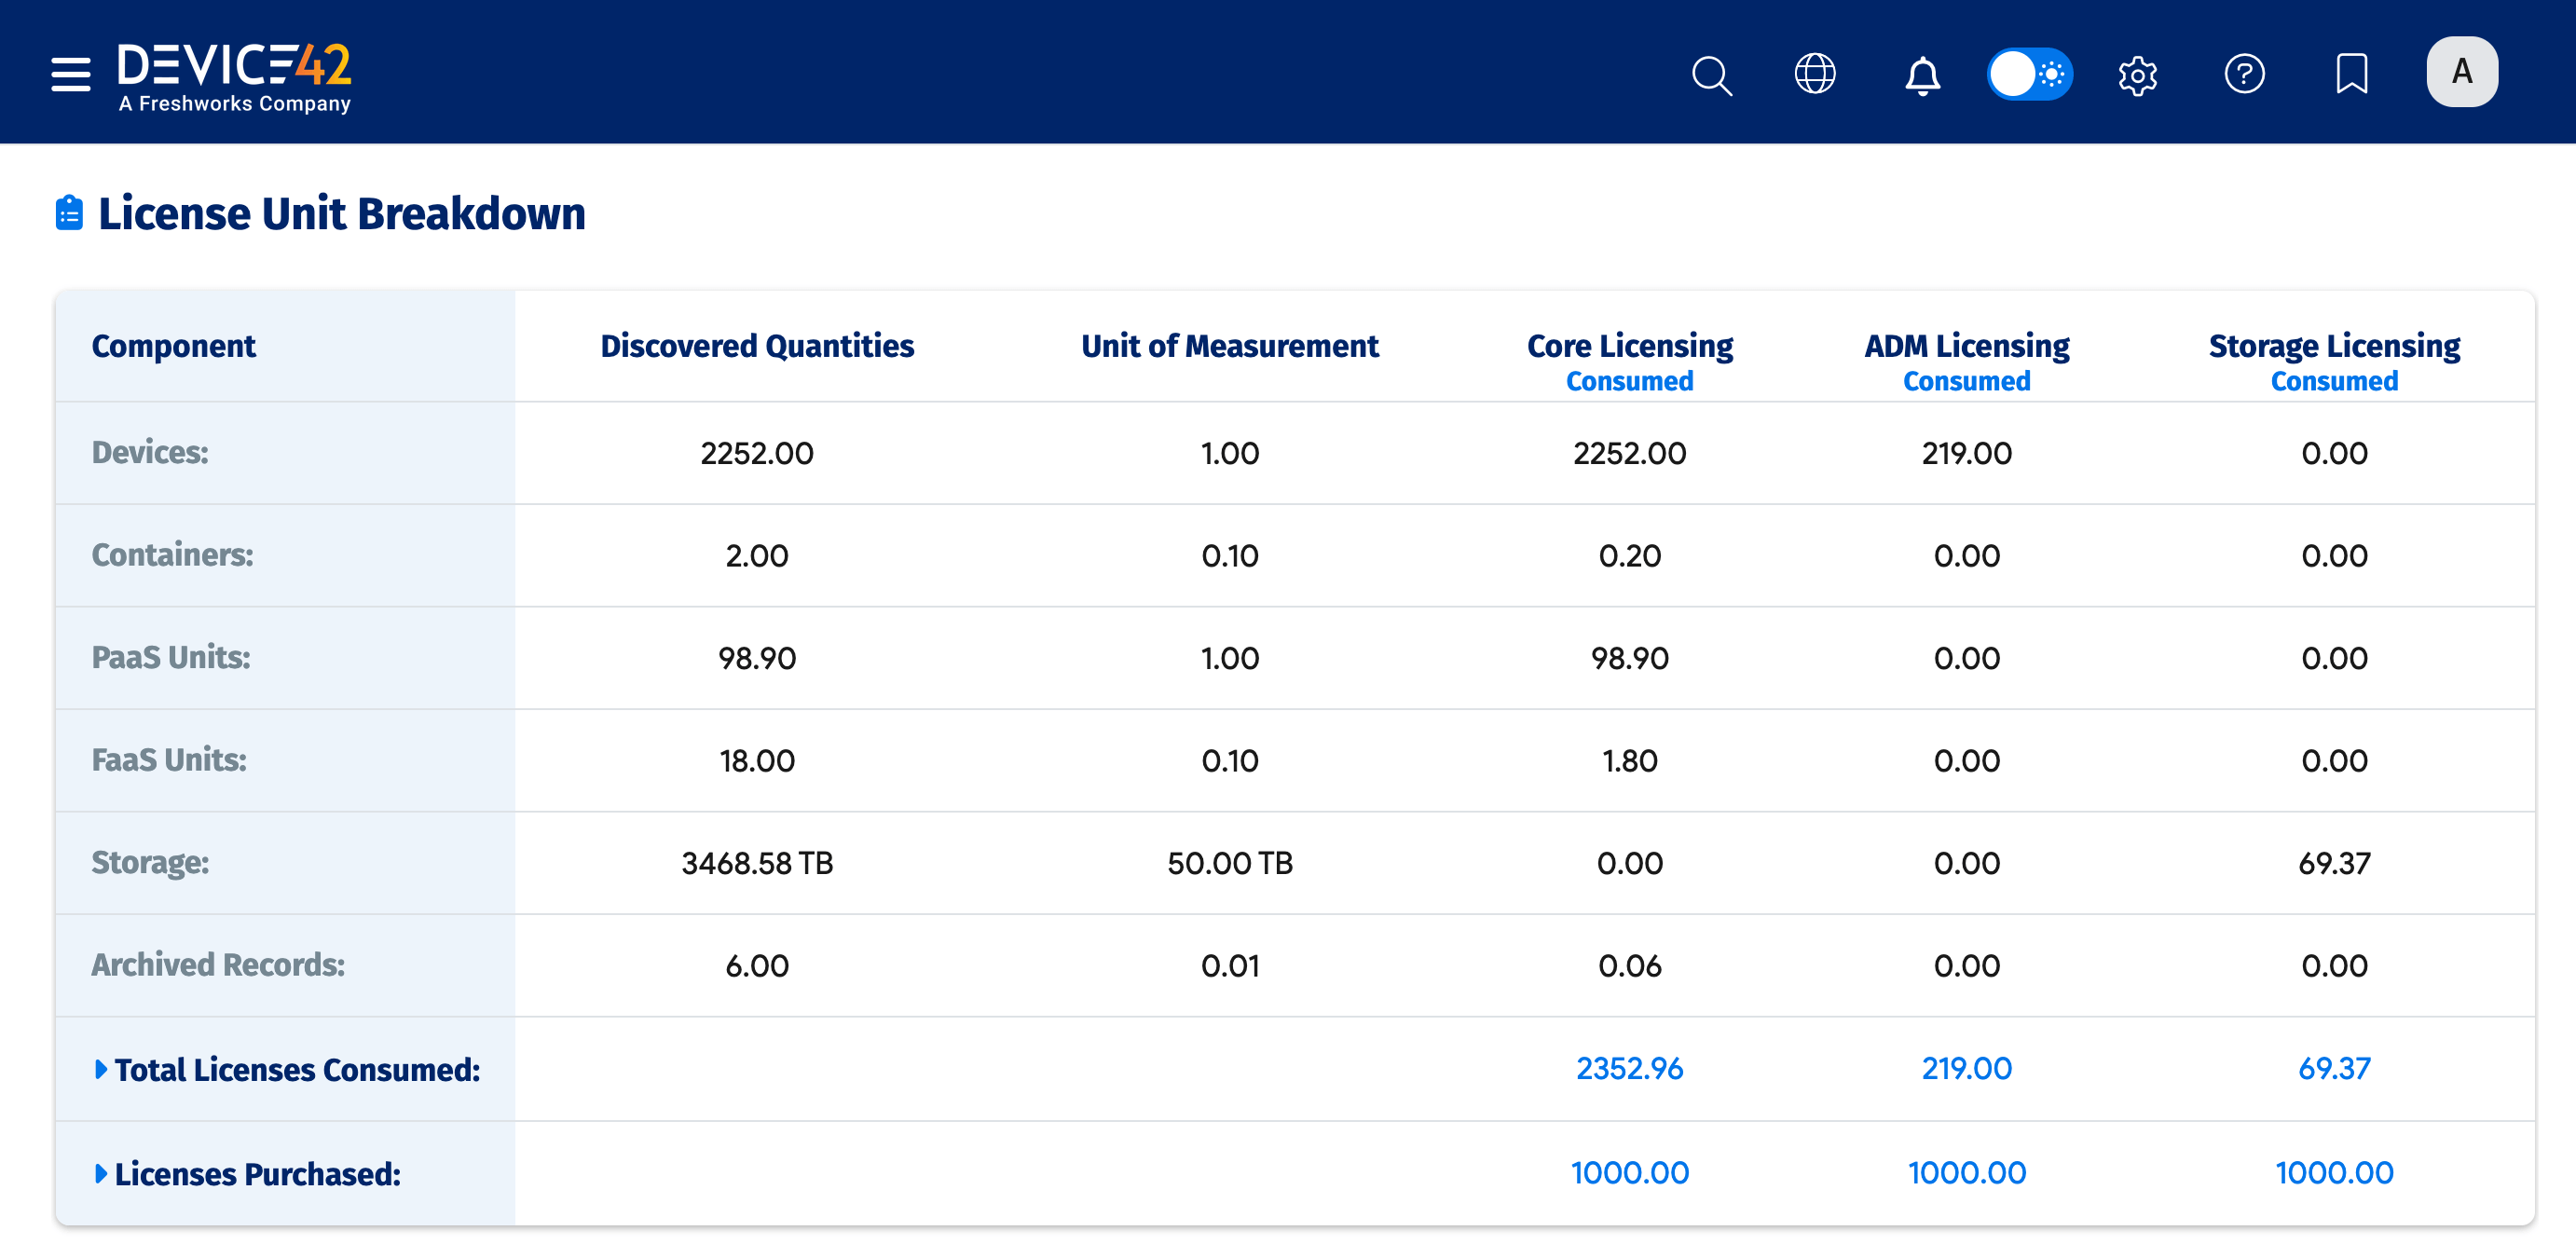 DEVICE42
A Freshworks Company
?
A
License Unit Breakdown
Component Discovered Quantities Unit of Measurement Core Licensing ADM Licensing Storage Licensing
Consumed Consumed Consumed
Devices: 2252.00 1.00 2252.00 219.00 0.00
Containers: 2.00 0.10 0.20 0.00 0.00
PaaS Units: 98.90 1.00 98.90 0.00 0.00
FaaS Units: 18.00 0.10 1.80 0.00 0.00
Storage: 3468.58 TB 50.00 TB 0.00 0.00 69.37
Archived Records: 6.00 0.01 0.06 0.00 0.00
Total Licenses Consumed: 2352.96 219.00 69.37
Licenses Purchased: 1000.00 1000.00 1000.00